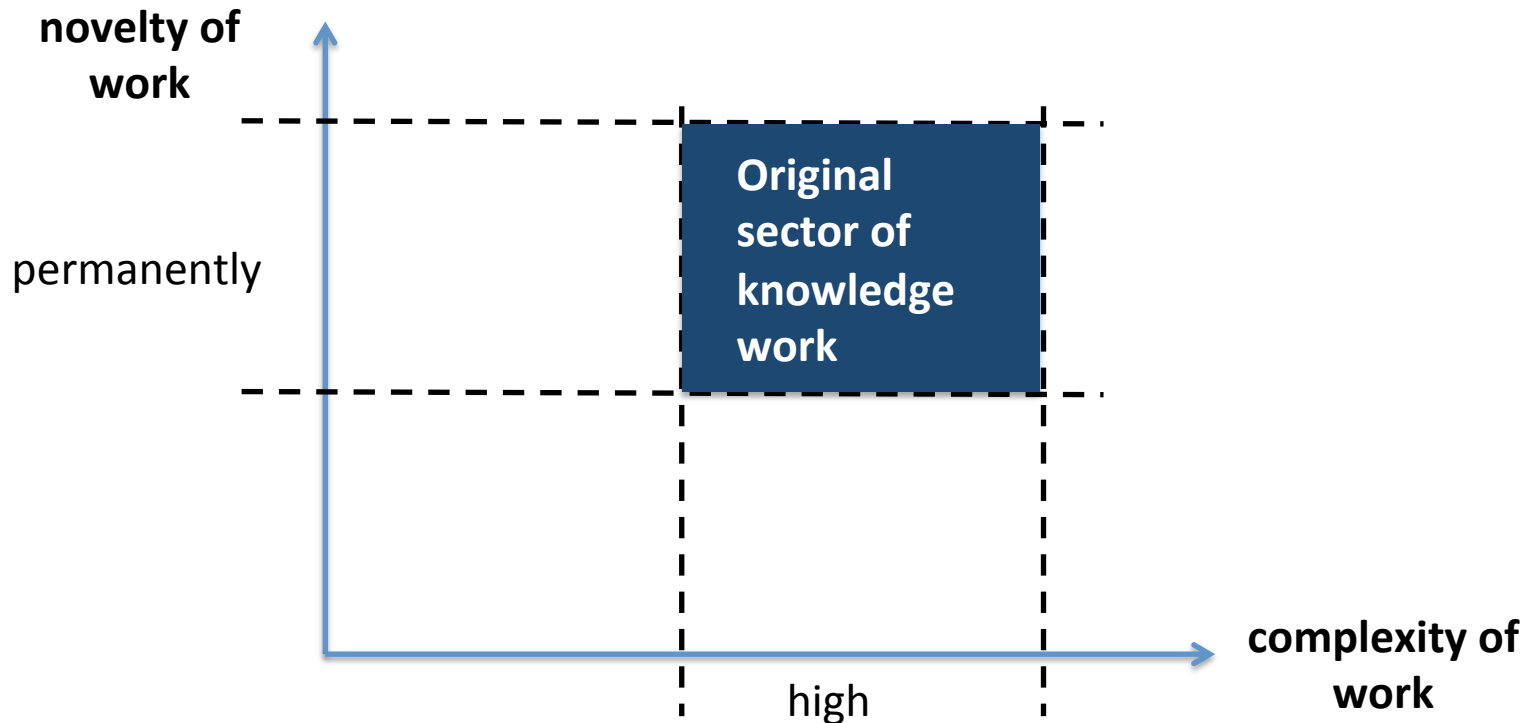 novelty of
work
Original
sector of
knowledge
work
permanently
complexity of
work
high